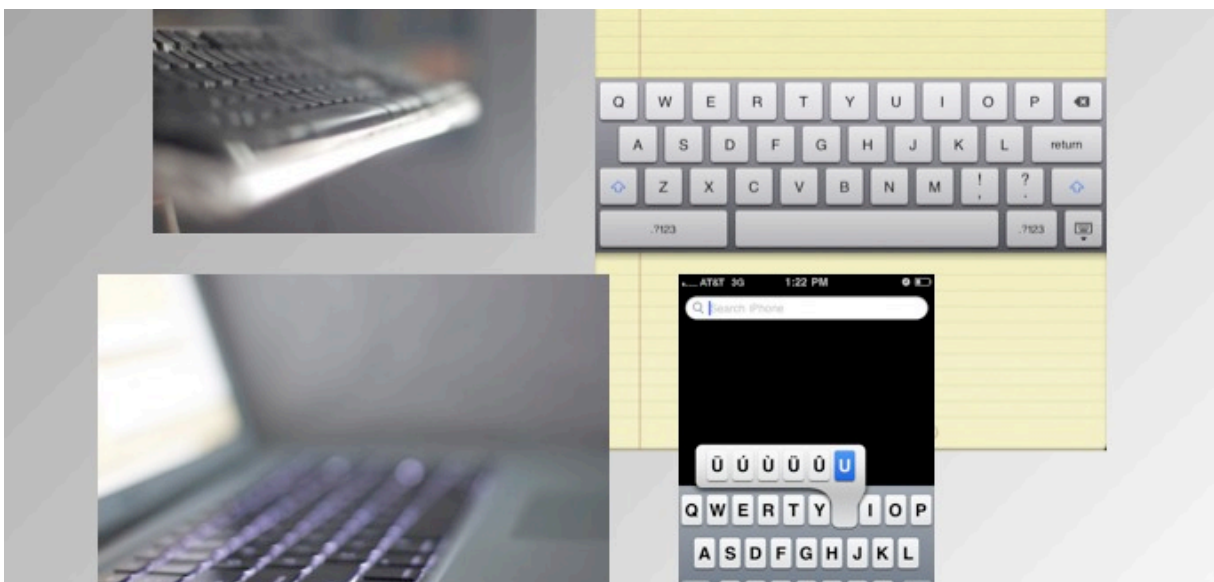 Q W E R T Y U I O P
A S D F G H J K L return
Z X C V B N M ! , ? .
.?123 .?123
AT&T 3G 1:22 PM
Search iPhone
Ū Ú Ù Ü Û U
Q W E R T Y I O P
A S D F G H J K L